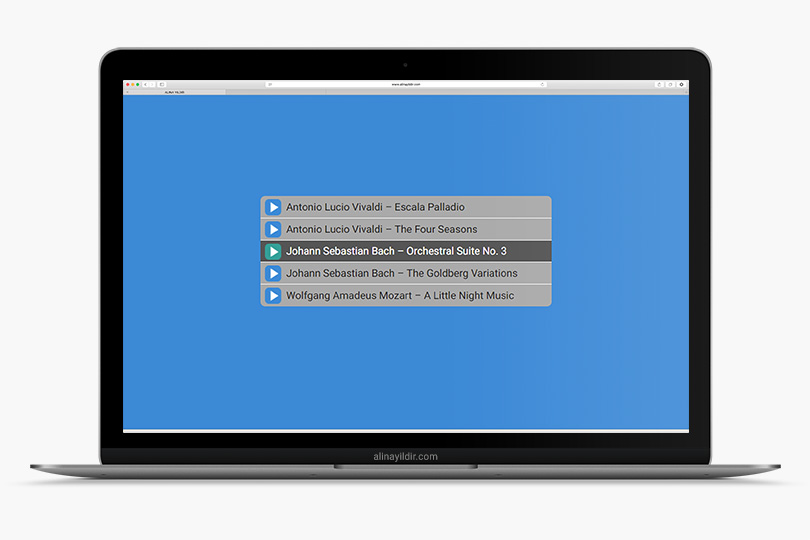 www.alinayildir.com
ALINA YILDIR
Antonio Lucio Vivaldi – Escala Palladio
Antonio Lucio Vivaldi – The Four Seasons
Johann Sebastian Bach – Orchestral Suite No. 3
Johann Sebastian Bach – The Goldberg Variations
Wolfgang Amadeus Mozart – A Little Night Music
alinayildir.com